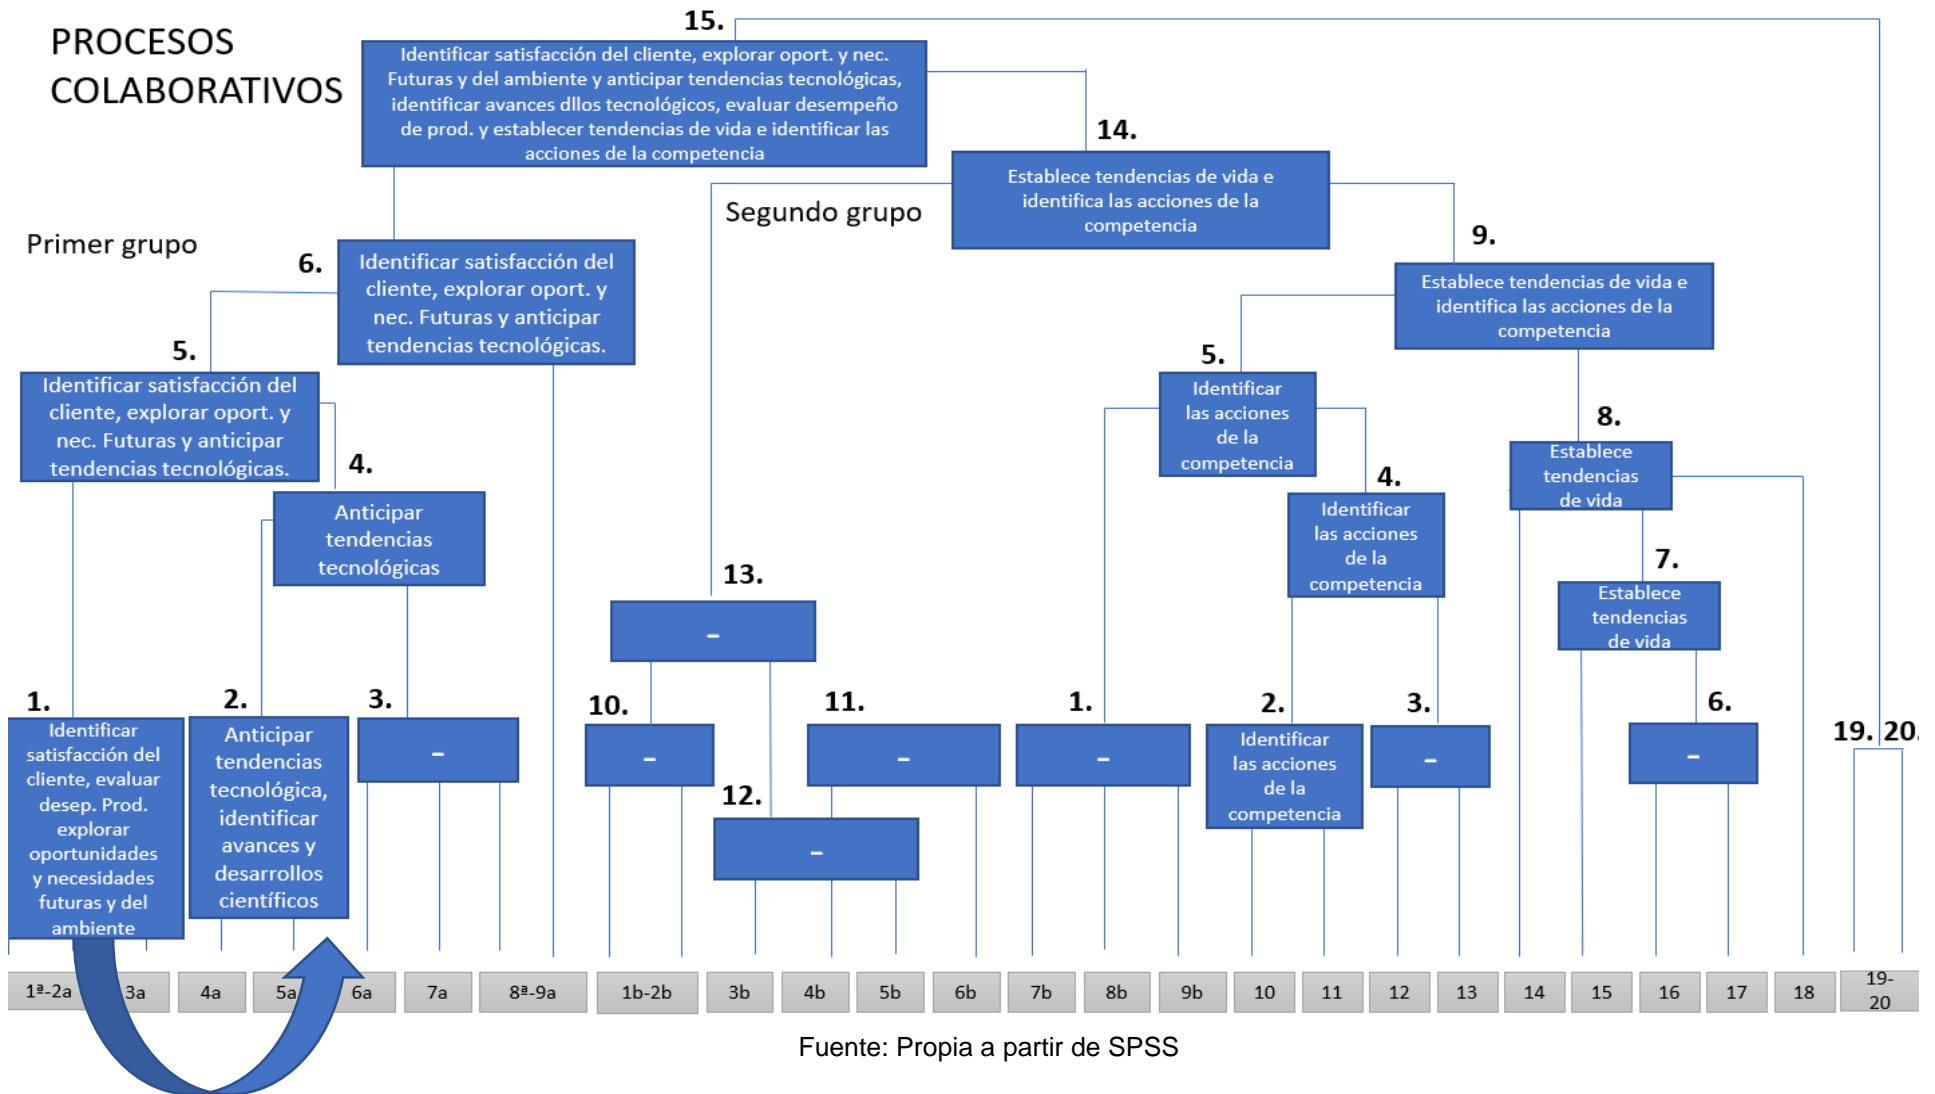 PROCESOS
COLABORATIVOS
15.
Identificar satisfacción del cliente, explorar oport. y nec.
Futuras y del ambiente y anticipar tendencias tecnológicas,
identificar avances dllos tecnológicos, evaluar desempeño
de prod. y establecer tendencias de vida e identificar las
acciones de la competencia
14.
Establece tendencias de vida e
identifica las acciones de la
competencia
Primer grupo
Segundo grupo
6.
Identificar satisfacción del
cliente, explorar oport. y
nec. Futuras y anticipar
tendencias tecnológicas.
9.
Establece tendencias de vida e
identifica las acciones de la
competencia
5.
Identificar satisfacción del
cliente, explorar oport. y
nec. Futuras y anticipar
tendencias tecnológicas.
5.
Identificar
las acciones
de la
competencia
8.
Establece
tendencias
de vida
4.
Anticipar
tendencias
tecnológicas
4.
Identificar
las acciones
de la
competencia
13.
–
7.
Establece
tendencias
de vida
1.
Identificar
satisfacción del
cliente, evaluar
desep. Prod.
explorar
oportunidades
y necesidades
futuras y del
ambiente
2.
Anticipar
tendencias
tecnológica,
identificar
avances y
desarrollos
científicos
3.
–
10.
–
11.
–
12.
–
1.
–
2.
Identificar
las acciones
de la
competencia
3.
–
6.
–
19. 20.
1ª-2a
3a
4a
5a
6a
7a
8ª-9a
1b-2b
3b
4b
5b
6b
7b
8b
9b
10
11
12
13
14
15
16
17
18
19-
20
Fuente: Propia a partir de SPSS